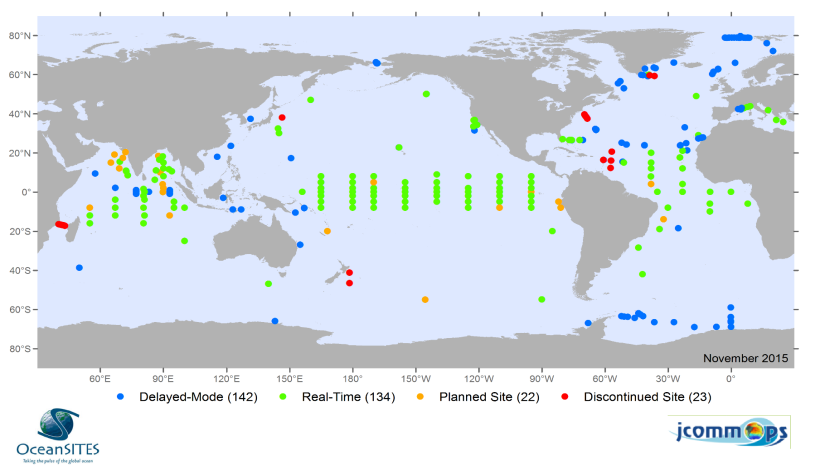 80°N
60°N
40°N
20°N
0°
20°S
40°S
60°S
80°S
November 2015
60°E 90°E 120°E 150°E 180°E 150°W 120°W 90°W 60°W 30°W 0°
Delayed-Mode (142) Real-Time (134) Planned Site (22) Discontinued Site (23)
OceanSITES
Taking the pulse of the global ocean
jcommops